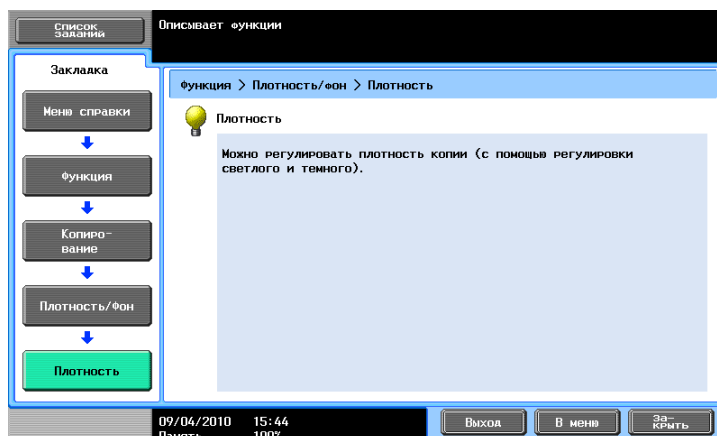 Список
заданий
Описывает функции
Закладка
Меню справки
Функция
Копиро-
вание
Плотность/Фон
Плотность
Функция > Плотность/фон > Плотность
Плотность
Можно регулировать плотность копии (с помощью регулировки
светлого и темного).
09/04/2010 15:44
Память 100%
Выход
В меню
За-
крыть